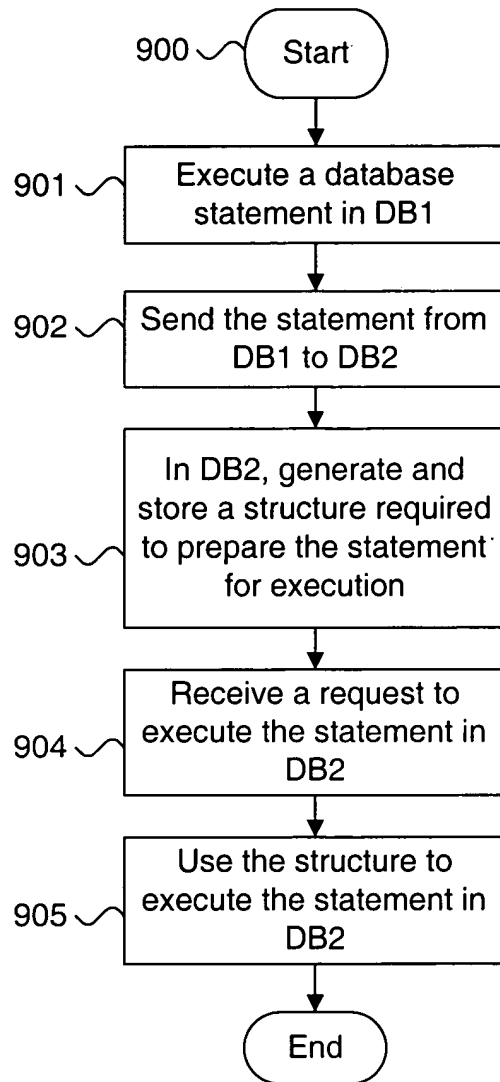 900
Start
901
Execute a database
statement in DB1
902
Send the statement from
DB1 to DB2
903
In DB2, generate and
store a structure required
to prepare the statement
for execution
904
Receive a request to
execute the statement in
DB2
905
Use the structure to
execute the statement in
DB2
End